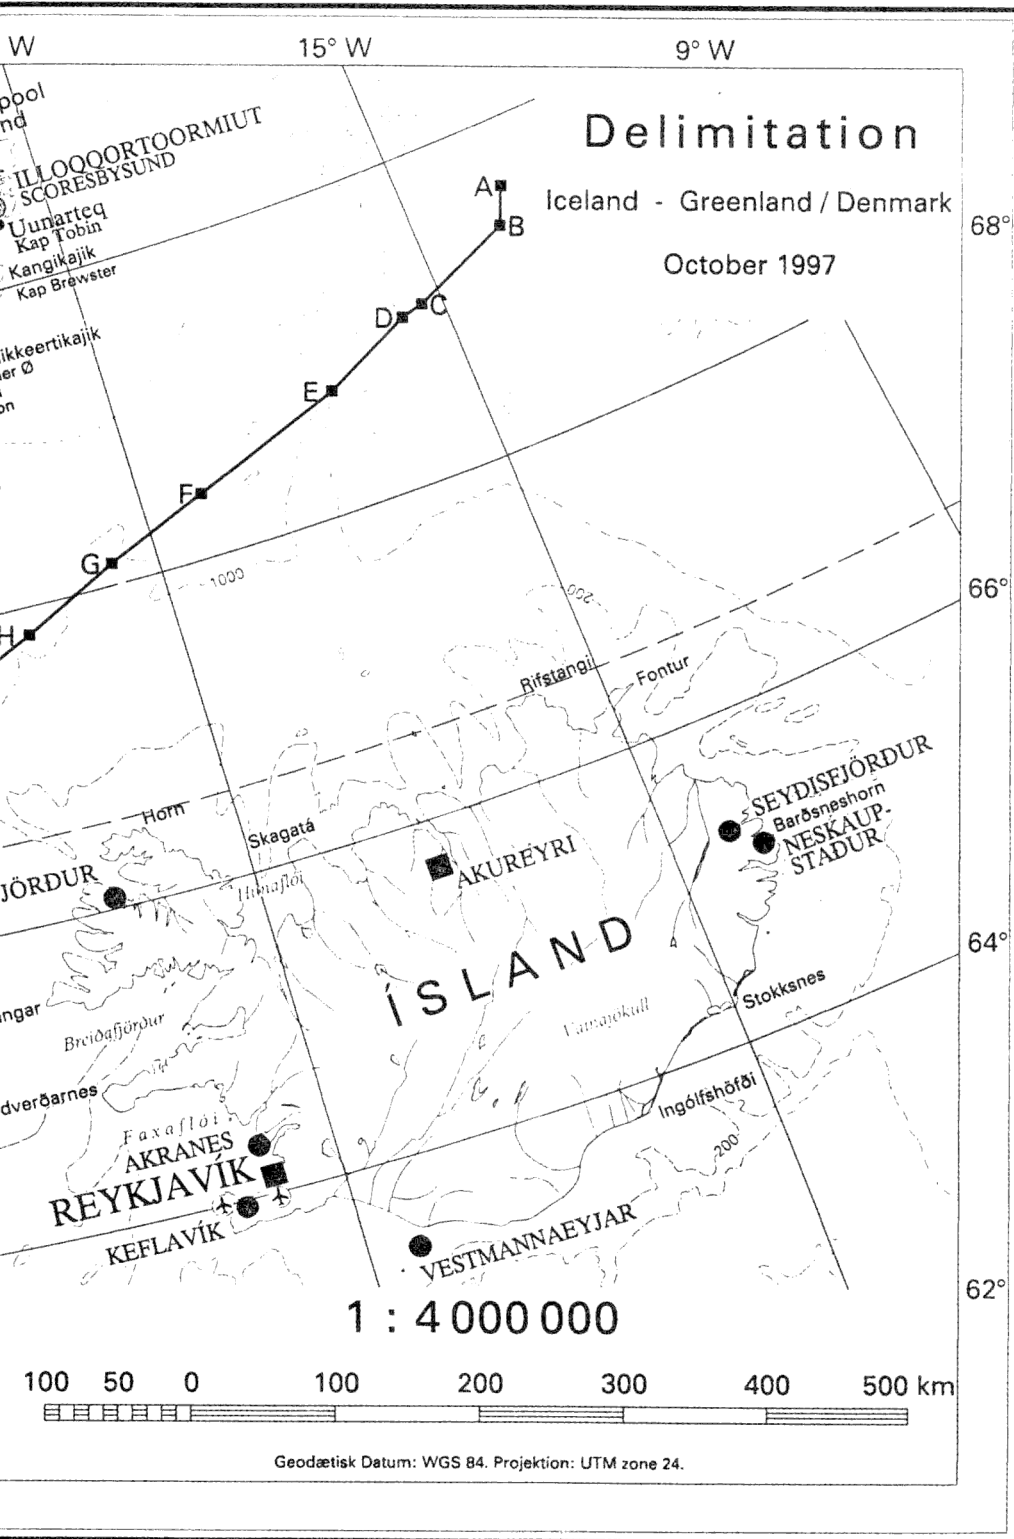 W
15° W
9° W
pool
nd
ILLOQQORTOORMIUT
SCORESBYSUND
Uunarteq
Kap Tobin
Kangikajik
Kap Brewster
ikkeertikajik
er Ø
on
Delimitation
Iceland - Greenland / Denmark
October 1997
A
B
C
D
E
F
G
H
68°
66°
64°
62°
1000
200
Rifstangi
Fontur
Horn
Skagatá
Húnaflói
JÖRÐUR
AKUREYRI
SEYÐISFJÖRÐUR
Barðsneshorn
NESKAUP-
STAÐUR
ÍSLAND
ngar
Breiðafjörður
Vatnajökull
Stokksnes
dverðarnes
Ingólfshöfði
200
Faxaflói
AKRANES
REYKJAVÍK
KEFLAVÍK
VESTMANNAEYJAR
1 : 4 000 000
100 50 0 100 200 300 400 500 km
Geodætisk Datum: WGS 84. Projektion: UTM zone 24.